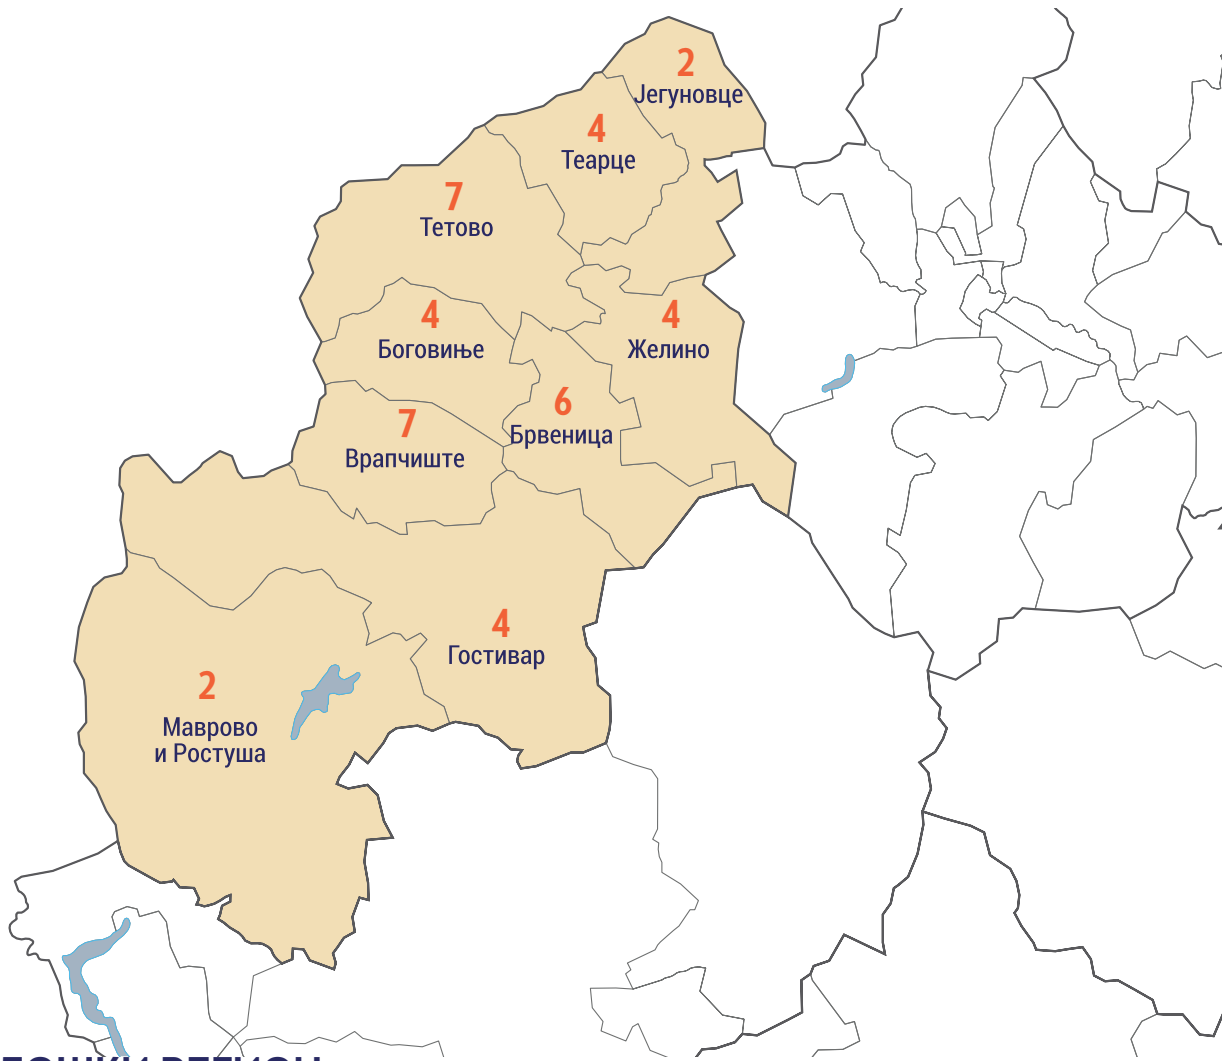 2
Јегуновце
4
Теарце
7
Тетово
4
Боговиње
4
Желино
6
Брвеница
7
Врапчиште
4
Гостивар
2
Маврово
и Ростуша